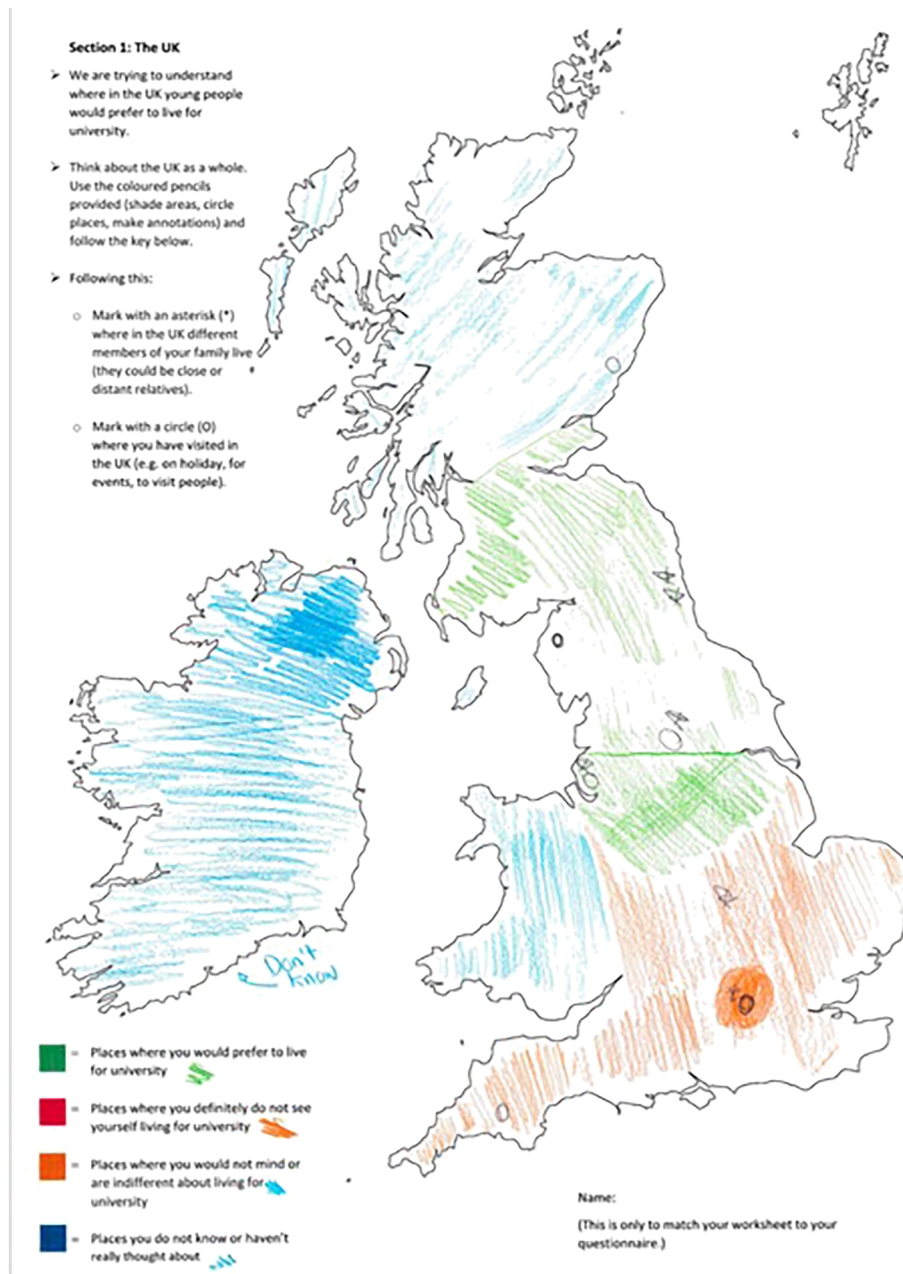 Section 1: The UK
➢ We are trying to understand
where in the UK young people
would prefer to live for
university.
➢ Think about the UK as a whole.
Use the coloured pencils
provided (shade areas, circle
places, make annotations) and
follow the key below.
➢ Following this:
○ Mark with an asterisk (*)
where in the UK different
members of your family live
(they could be close or
distant relatives).
○ Mark with a circle (O)
where you have visited in
the UK (e.g. on holiday, for
events, to visit people).
Don't
know
= Places where you would prefer to live
for university
= Places where you definitely do not see
yourself living for university
= Places where you would not mind or
are indifferent about living for
university
= Places you do not know or haven't
really thought about
Name:
(This is only to match your worksheet to your
questionnaire.)